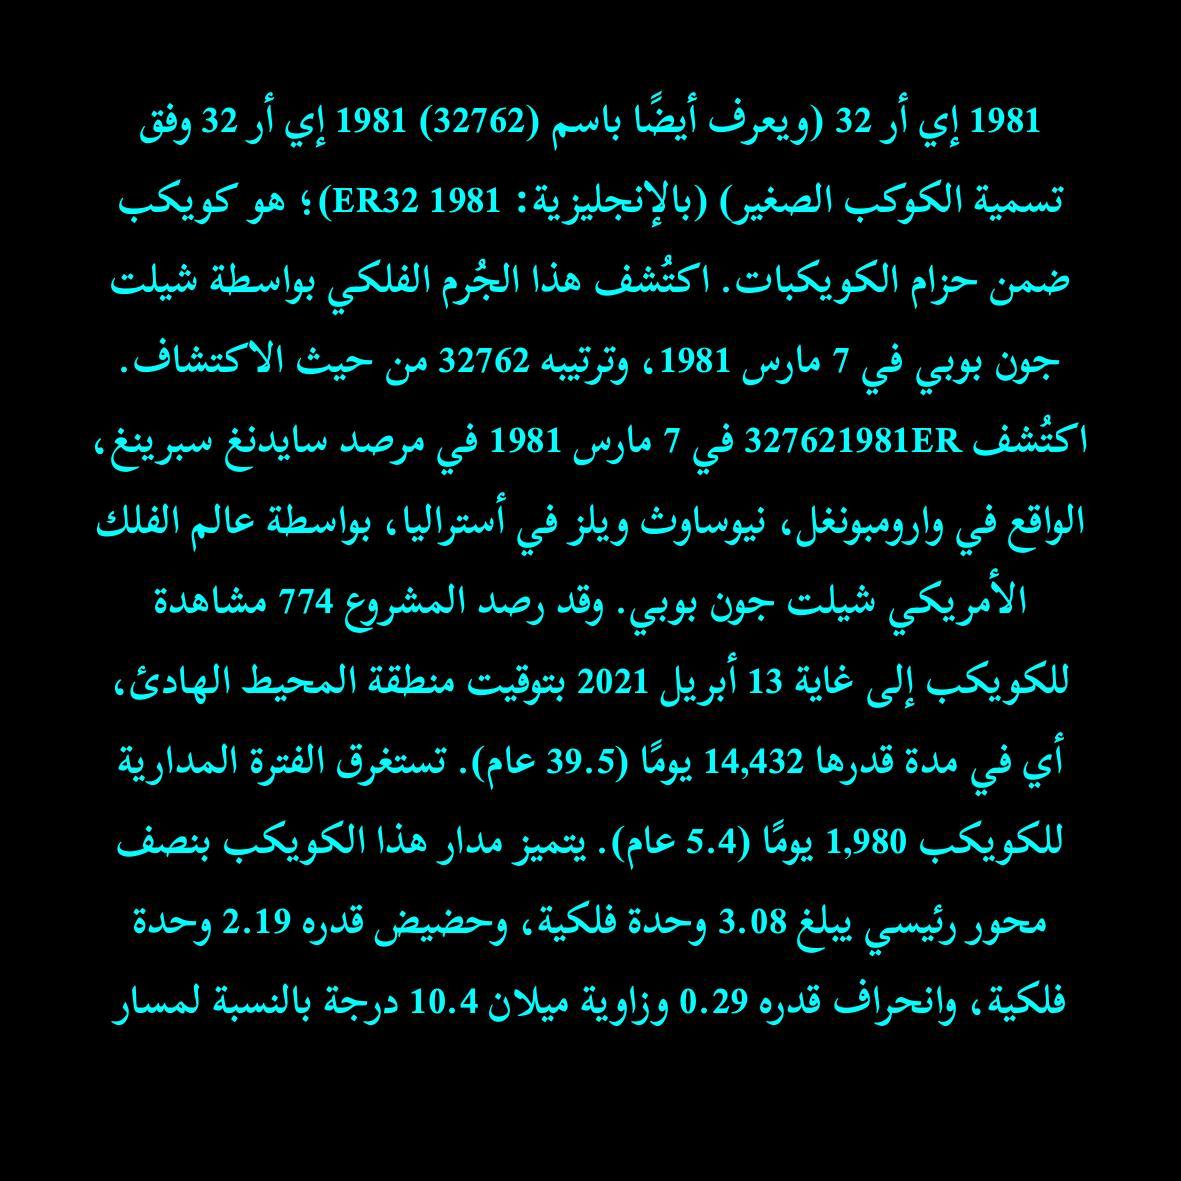 1981 إي أر 32 (ويعرف أيضًا باسم (32762) 1981 إي أر 32 وفق
تسمية الكوكب الصغير) (بالإنجليزية: 1981 ER32)؛ هو كويكب
ضمن حزام الكويكبات. اكتُشف هذا الجُرم الفلكي بواسطة شيلت
جون بوبي في 7 مارس 1981، وترتيبه 32762 من حيث الاكتشاف.
اكتُشف 327621981ER في 7 مارس 1981 في مرصد سايدنغ سبرينغ،
الواقع في وارومبونغل، نيوساوث ويلز في أستراليا، بواسطة عالم الفلك
الأمريكي شيلت جون بوبي. وقد رصد المشروع 774 مشاهدة
للكويكب إلى غاية 13 أبريل 2021 بتوقيت منطقة المحيط الهادئ،
أي في مدة قدرها 14,432 يومًا (39.5 عام). تستغرق الفترة المدارية
للكويكب 1,980 يومًا (5.4 عام). يتميز مدار هذا الكويكب بنصف
محور رئيسي يبلغ 3.08 وحدة فلكية، وحضيض قدره 2.19 وحدة
فلكية، وانحراف قدره 0.29 وزاوية ميلان 10.4 درجة بالنسبة لمسار